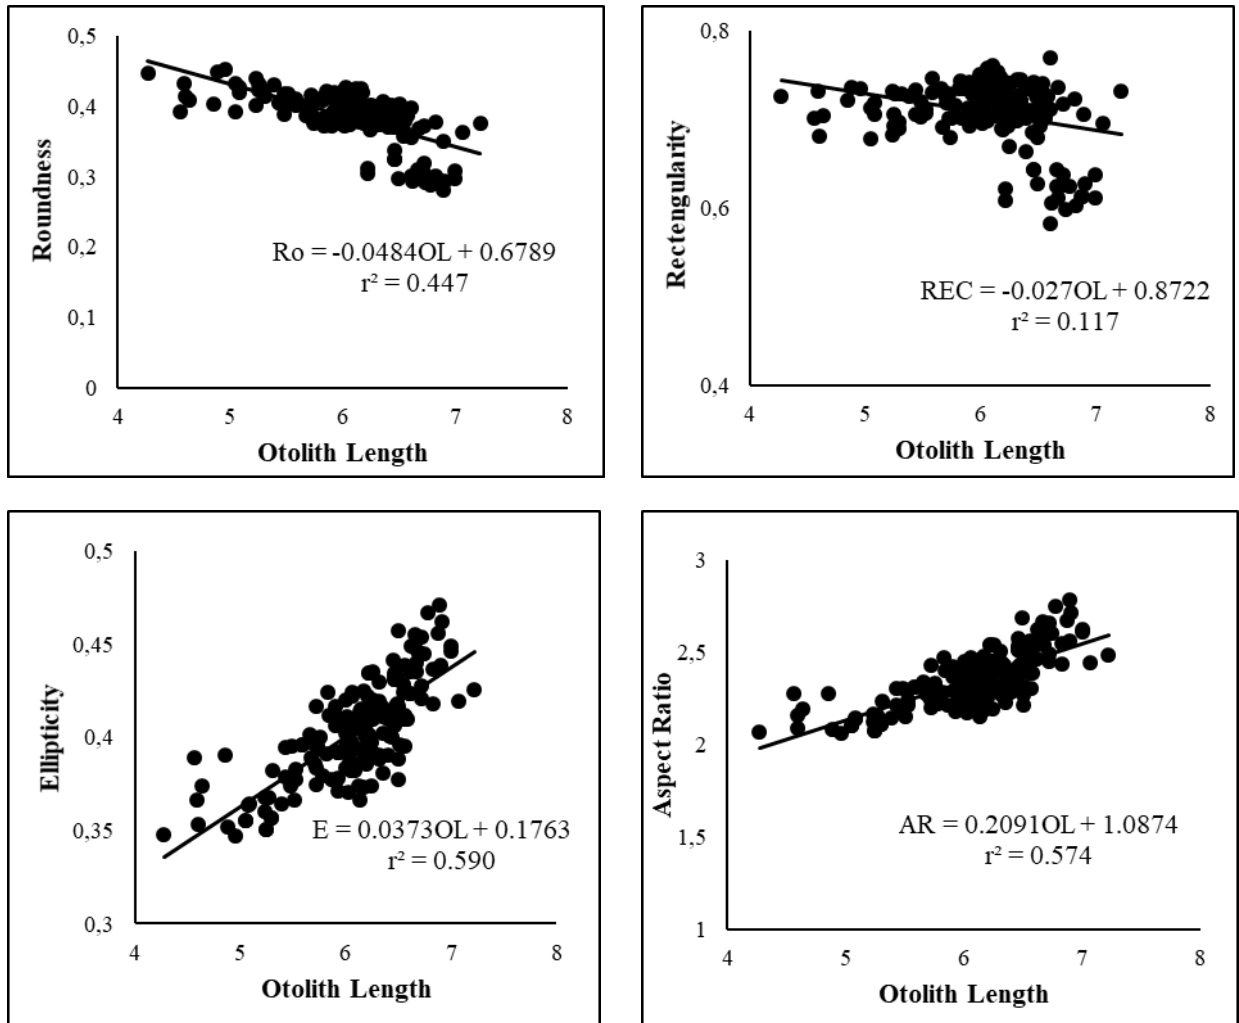 0,5
0,4
0,3
0,2
0,1
0
Roundness
Ro = -0.0484OL + 0.6789
r² = 0.447
4 5 6 7 8
Otolith Length
0,8
0,6
0,4
Rectengularity
REC = -0.027OL + 0.8722
r² = 0.117
4 5 6 7 8
Otolith Length
0,5
0,45
0,4
0,35
0,3
Ellipticity
E = 0.0373OL + 0.1763
r² = 0.590
4 5 6 7 8
Otolith Length
3
2,5
2
1,5
1
Aspect Ratio
AR = 0.2091OL + 1.0874
r² = 0.574
4 5 6 7 8
Otolith Length